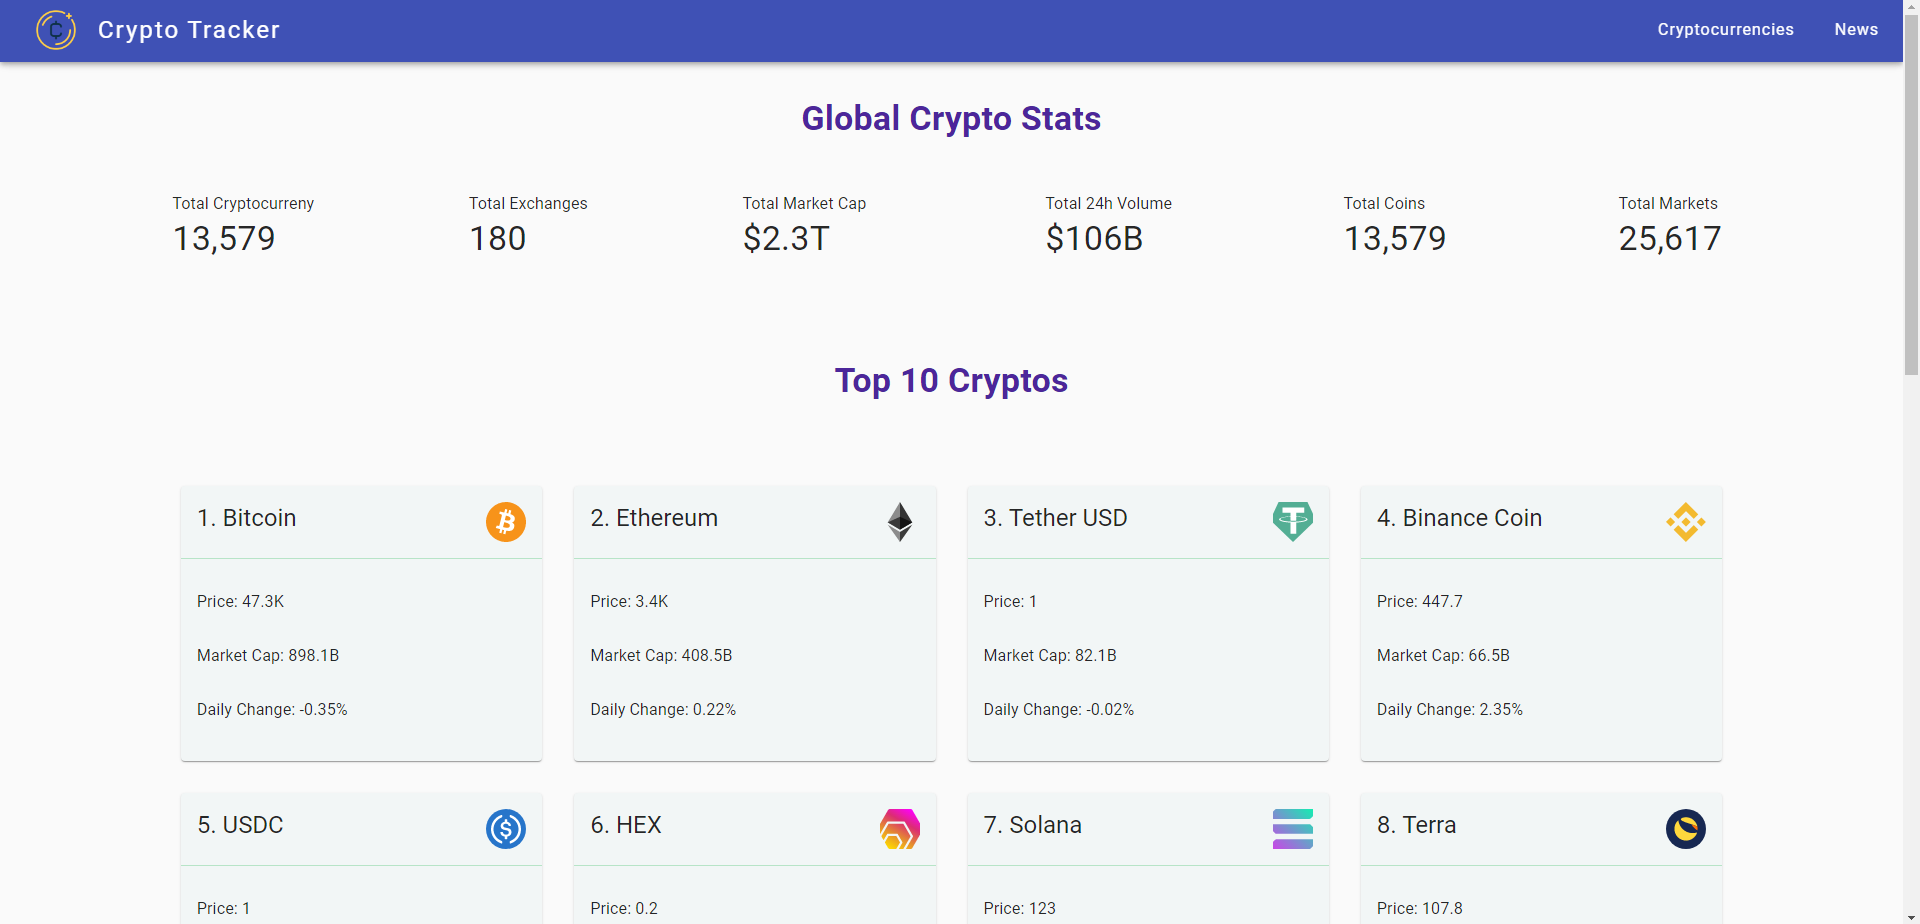 Crypto Tracker
Cryptocurrencies News
Global Crypto Stats
Total Cryptocurreny Total Exchanges Total Market Cap Total 24h Volume Total Coins Total Markets
13,579 180 $2.3T $106B 13,579 25,617
Top 10 Cryptos
1. Bitcoin
Price: 47.3K
Market Cap: 898.1B
Daily Change: -0.35%
2. Ethereum
Price: 3.4K
Market Cap: 408.5B
Daily Change: 0.22%
3. Tether USD
Price: 1
Market Cap: 82.1B
Daily Change: -0.02%
4. Binance Coin
Price: 447.7
Market Cap: 66.5B
Daily Change: 2.35%
5. USDC
Price: 1
6. HEX
Price: 0.2
7. Solana
Price: 123
8. Terra
Price: 107.8